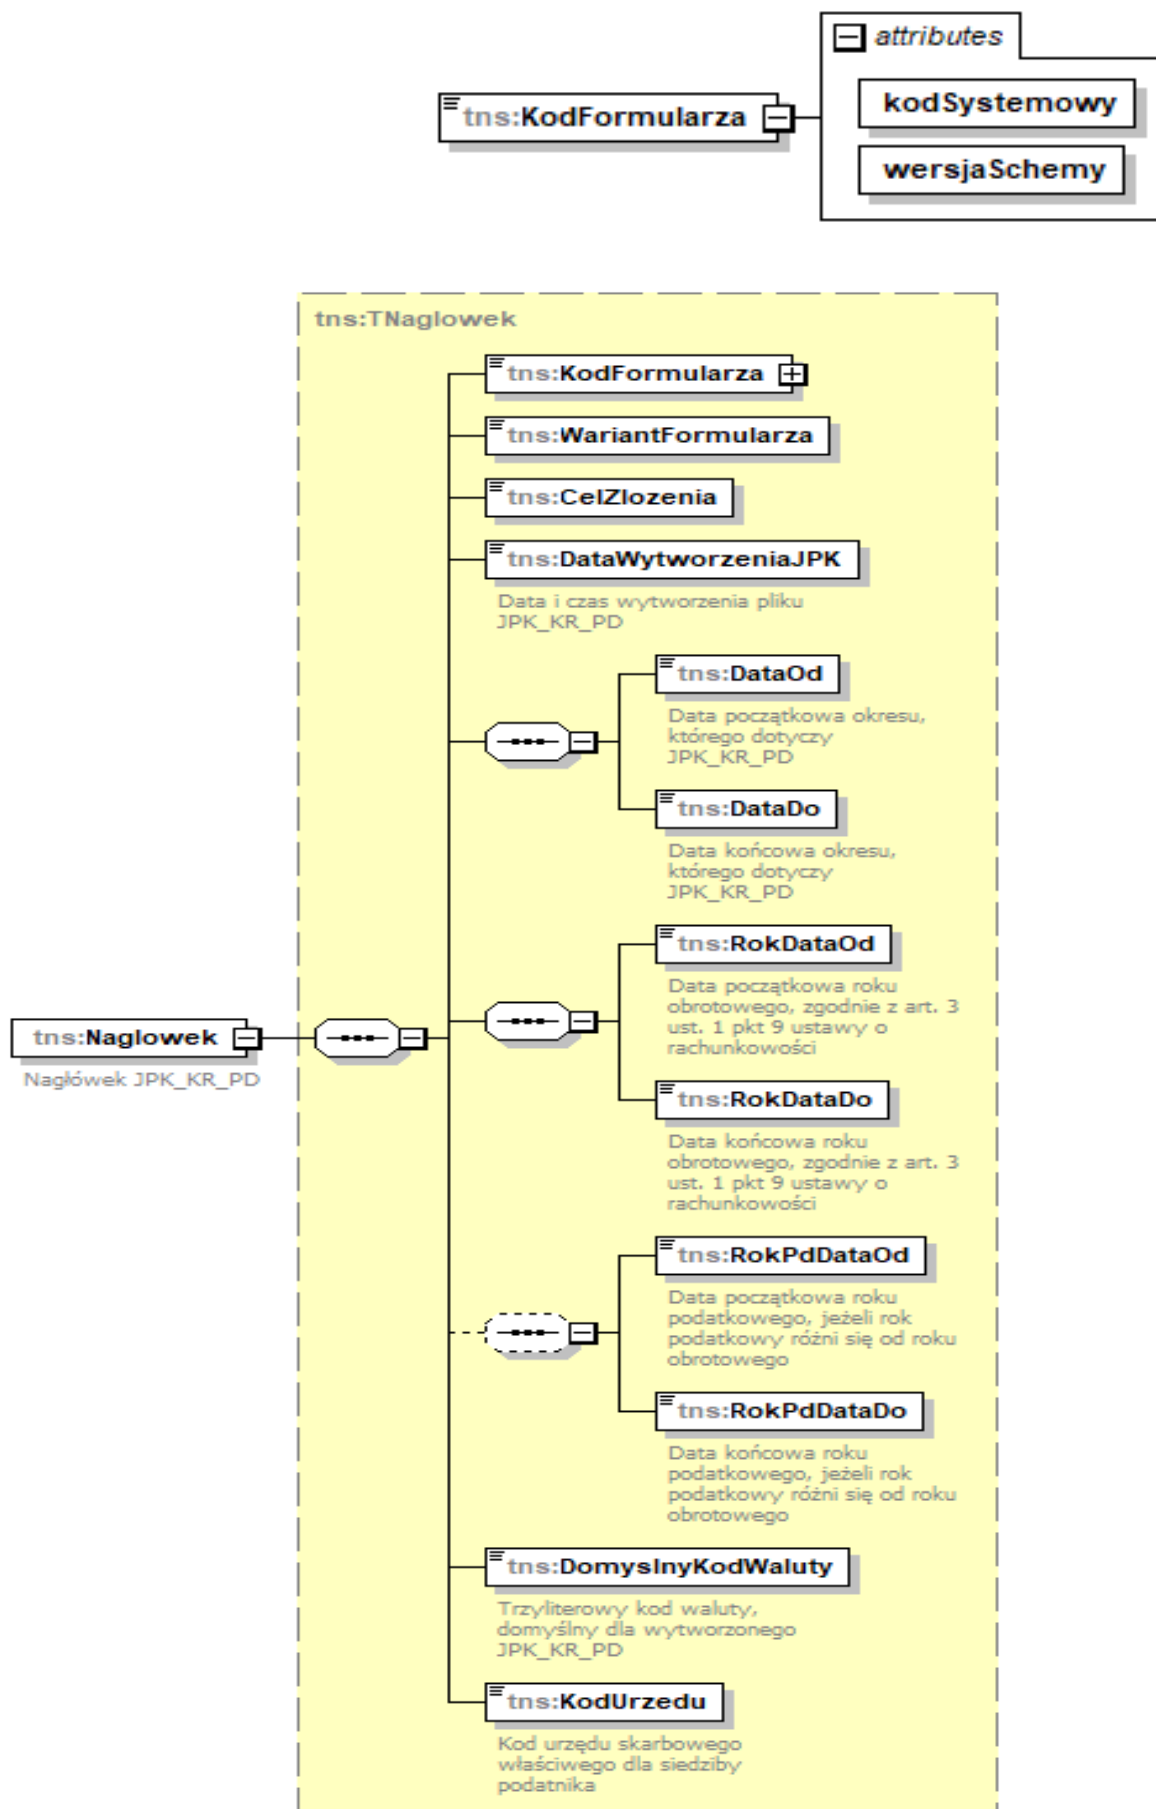 attributes
tns:KodFormularza
kodSystemowy
wersjaSchemy
tns:TNaglowek
tns:KodFormularza
tns:WariantFormularza
tns:CelZlozenia
tns:DataWytworzeniaJPK
Data i czas wytworzenia pliku
JPK_KR_PD
tns:DataOd
Data początkowa okresu,
którego dotyczy
JPK_KR_PD
tns:DataDo
Data końcowa okresu,
którego dotyczy
JPK_KR_PD
tns:RokDataOd
Data początkowa roku
obrotowego, zgodnie z art. 3
ust. 1 pkt 9 ustawy o
rachunkowości
tns:Naglowek
Nagłówek JPK_KR_PD
tns:RokDataDo
Data końcowa roku
obrotowego, zgodnie z art. 3
ust. 1 pkt 9 ustawy o
rachunkowości
tns:RokPdDataOd
Data początkowa roku
podatkowego, jeżeli rok
podatkowy różni się od roku
obrotowego
tns:RokPdDataDo
Data końcowa roku
podatkowego, jeżeli rok
podatkowy różni się od roku
obrotowego
tns:DomyslnyKodWaluty
Trzyliterowy kod waluty,
domyślny dla wytworzonego
JPK_KR_PD
tns:KodUrzedu
Kod urzędu skarbowego
właściwego dla siedziby
podatnika